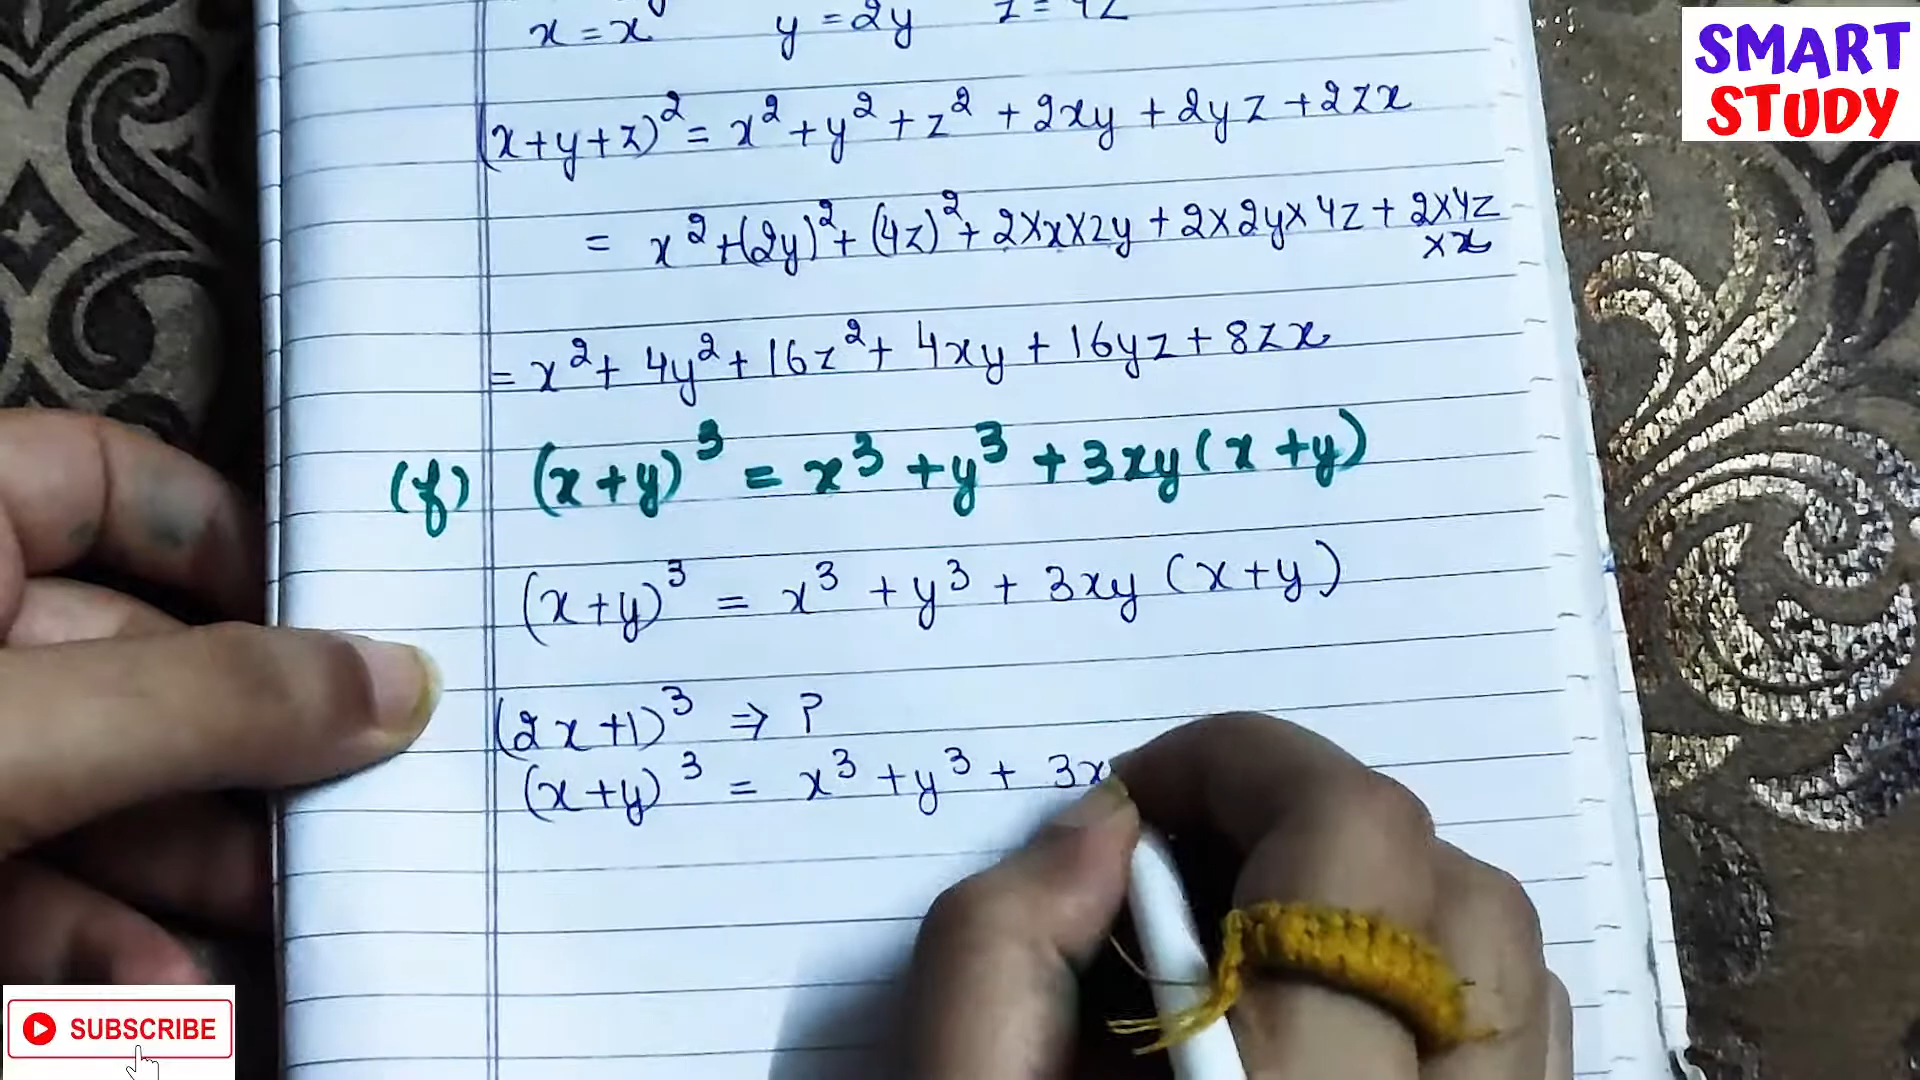 x = x y = 2y z = 4z
SMART
STUDY
(x+y+z)² = x² + y² + z² + 2xy + 2yz + 2zx
= x² + (2y)² + (4z)² + 2×x×2y + 2×2y×4z + 2×4z
××
= x² + 4y² + 16z² + 4xy + 16yz + 8zx
(f) (x+y)³ = x³ + y³ + 3xy(x+y)
(x+y)³ = x³ + y³ + 3xy (x+y)
(2x+1)³ ⇒ ?
(x+y)³ = x³ + y³ + 3x
SUBSCRIBE